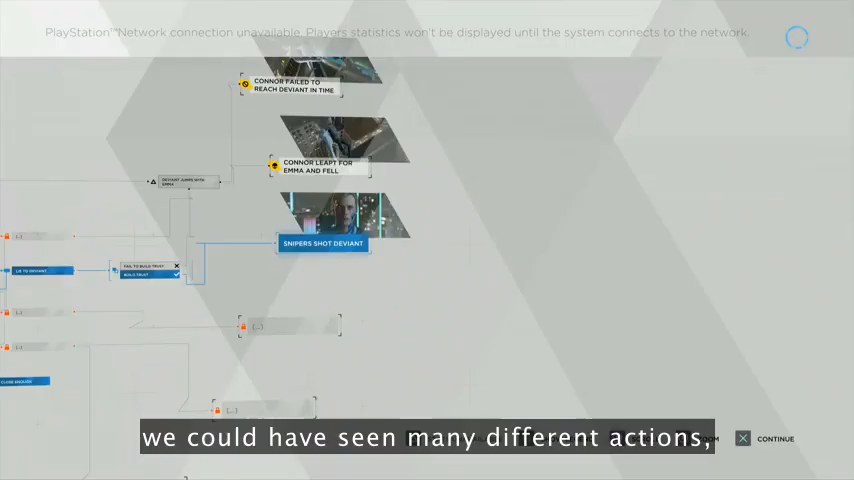 PlayStation™Network connection unavailable. Players statistics won't be displayed until the system connects to the network.
CONNOR FAILED TO
REACH DEVIANT IN TIME
CONNOR LEAPT FOR
EMMA AND FELL
DEVIANT JUMPS WITH
EMMA
SNIPERS SHOT DEVIANT
[...]
LIE TO DEVIANT
FAIL TO BUILD TRUST
BUILD TRUST
[...]
[...]
[...]
CLOSE ENOUGH
[...]
we could have seen many different actions,
CONTINUE